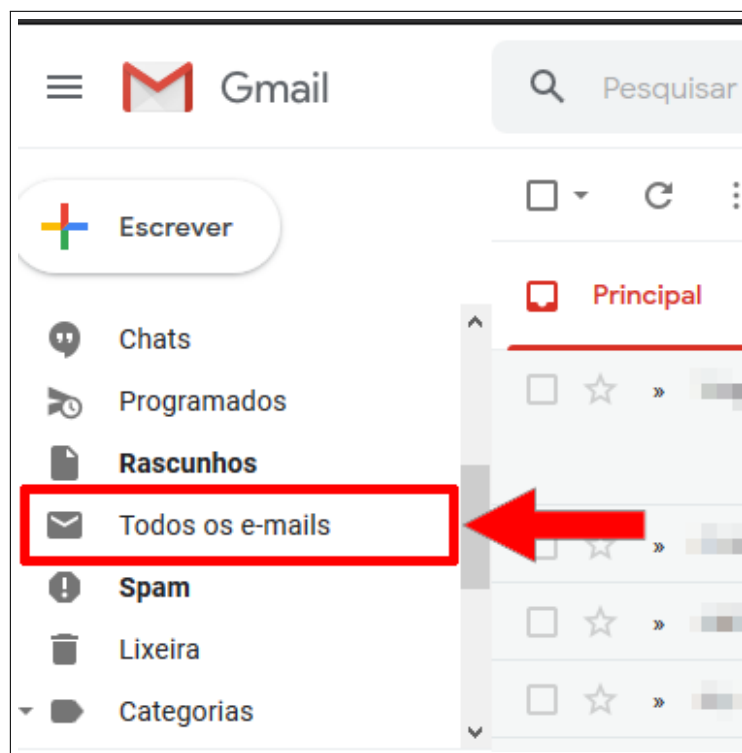 Gmail
Pesquisar
Escrever
Principal
Chats
Programados
Rascunhos
Todos os e-mails
Spam
Lixeira
Categorias